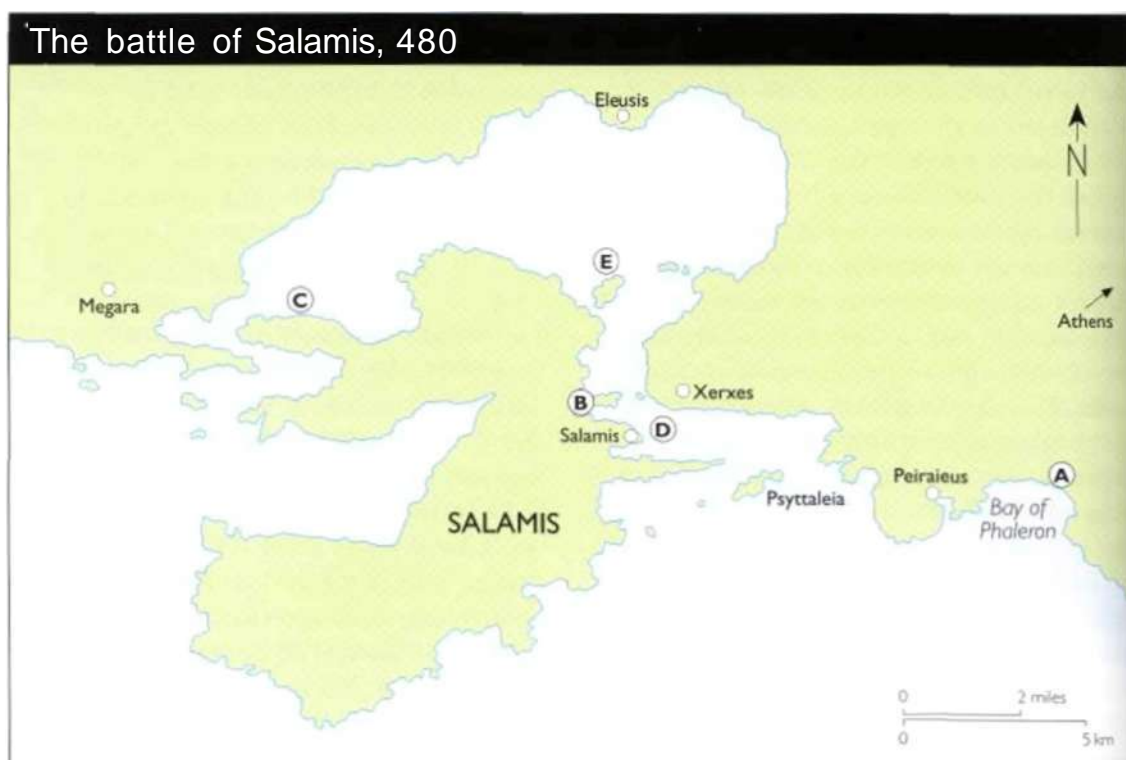 The battle of Salamis, 480
Eleusis
N
E
Megara
C
Athens
Xerxes
B
D
Salamis
Peiraieus
A
Psyttaleia
Bay of
Phaleron
SALAMIS
0 2 miles
0 5 km